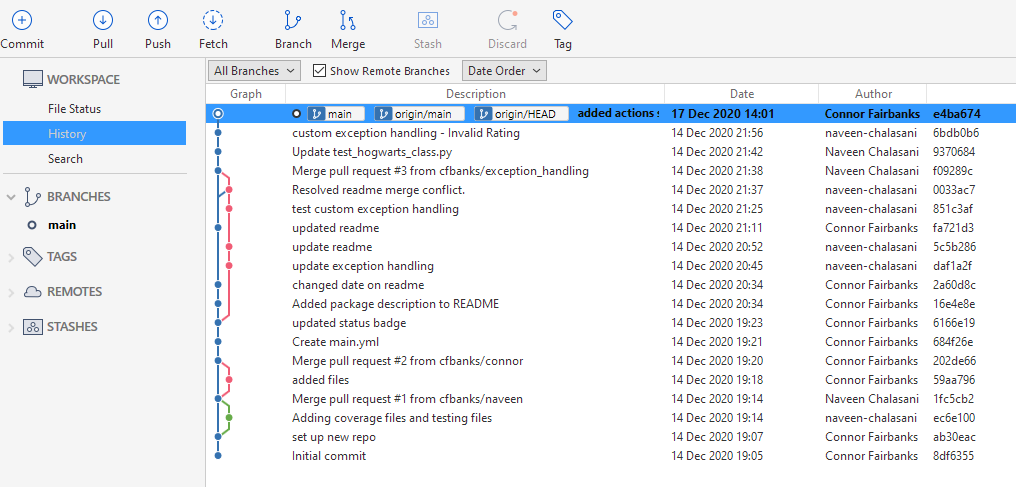 Commit Pull Push Fetch Branch Merge Stash Discard Tag
WORKSPACE
File Status
History
Search
BRANCHES
main
TAGS
REMOTES
STASHES
All Branches Show Remote Branches Date Order
Graph Description Date Author
main origin/main origin/HEAD added actions 17 Dec 2020 14:01 Connor Fairbanks e4ba674
custom exception handling - Invalid Rating 14 Dec 2020 21:56 naveen-chalasani 6bdb0b6
Update test_hogwarts_class.py 14 Dec 2020 21:42 Naveen Chalasani 9370684
Merge pull request #3 from cfbanks/exception_handling 14 Dec 2020 21:38 Naveen Chalasani f09289c
Resolved readme merge conflict. 14 Dec 2020 21:37 naveen-chalasani 0033ac7
test custom exception handling 14 Dec 2020 21:25 naveen-chalasani 851c3af
updated readme 14 Dec 2020 21:11 Connor Fairbanks fa721d3
update readme 14 Dec 2020 20:52 naveen-chalasani 5c5b286
update exception handling 14 Dec 2020 20:45 naveen-chalasani daf1a2f
changed date on readme 14 Dec 2020 20:34 Connor Fairbanks 2a60d8c
Added package description to README 14 Dec 2020 20:34 Connor Fairbanks 16e4e8e
updated status badge 14 Dec 2020 19:23 Connor Fairbanks 6166e19
Create main.yml 14 Dec 2020 19:21 Connor Fairbanks 684f26e
Merge pull request #2 from cfbanks/connor 14 Dec 2020 19:20 Connor Fairbanks 202de66
added files 14 Dec 2020 19:18 Connor Fairbanks 59aa796
Merge pull request #1 from cfbanks/naveen 14 Dec 2020 19:14 Naveen Chalasani 1fc5cb2
Adding coverage files and testing files 14 Dec 2020 19:14 naveen-chalasani ec6e100
set up new repo 14 Dec 2020 19:07 Connor Fairbanks ab30eac
Initial commit 14 Dec 2020 19:05 Connor Fairbanks 8df6355